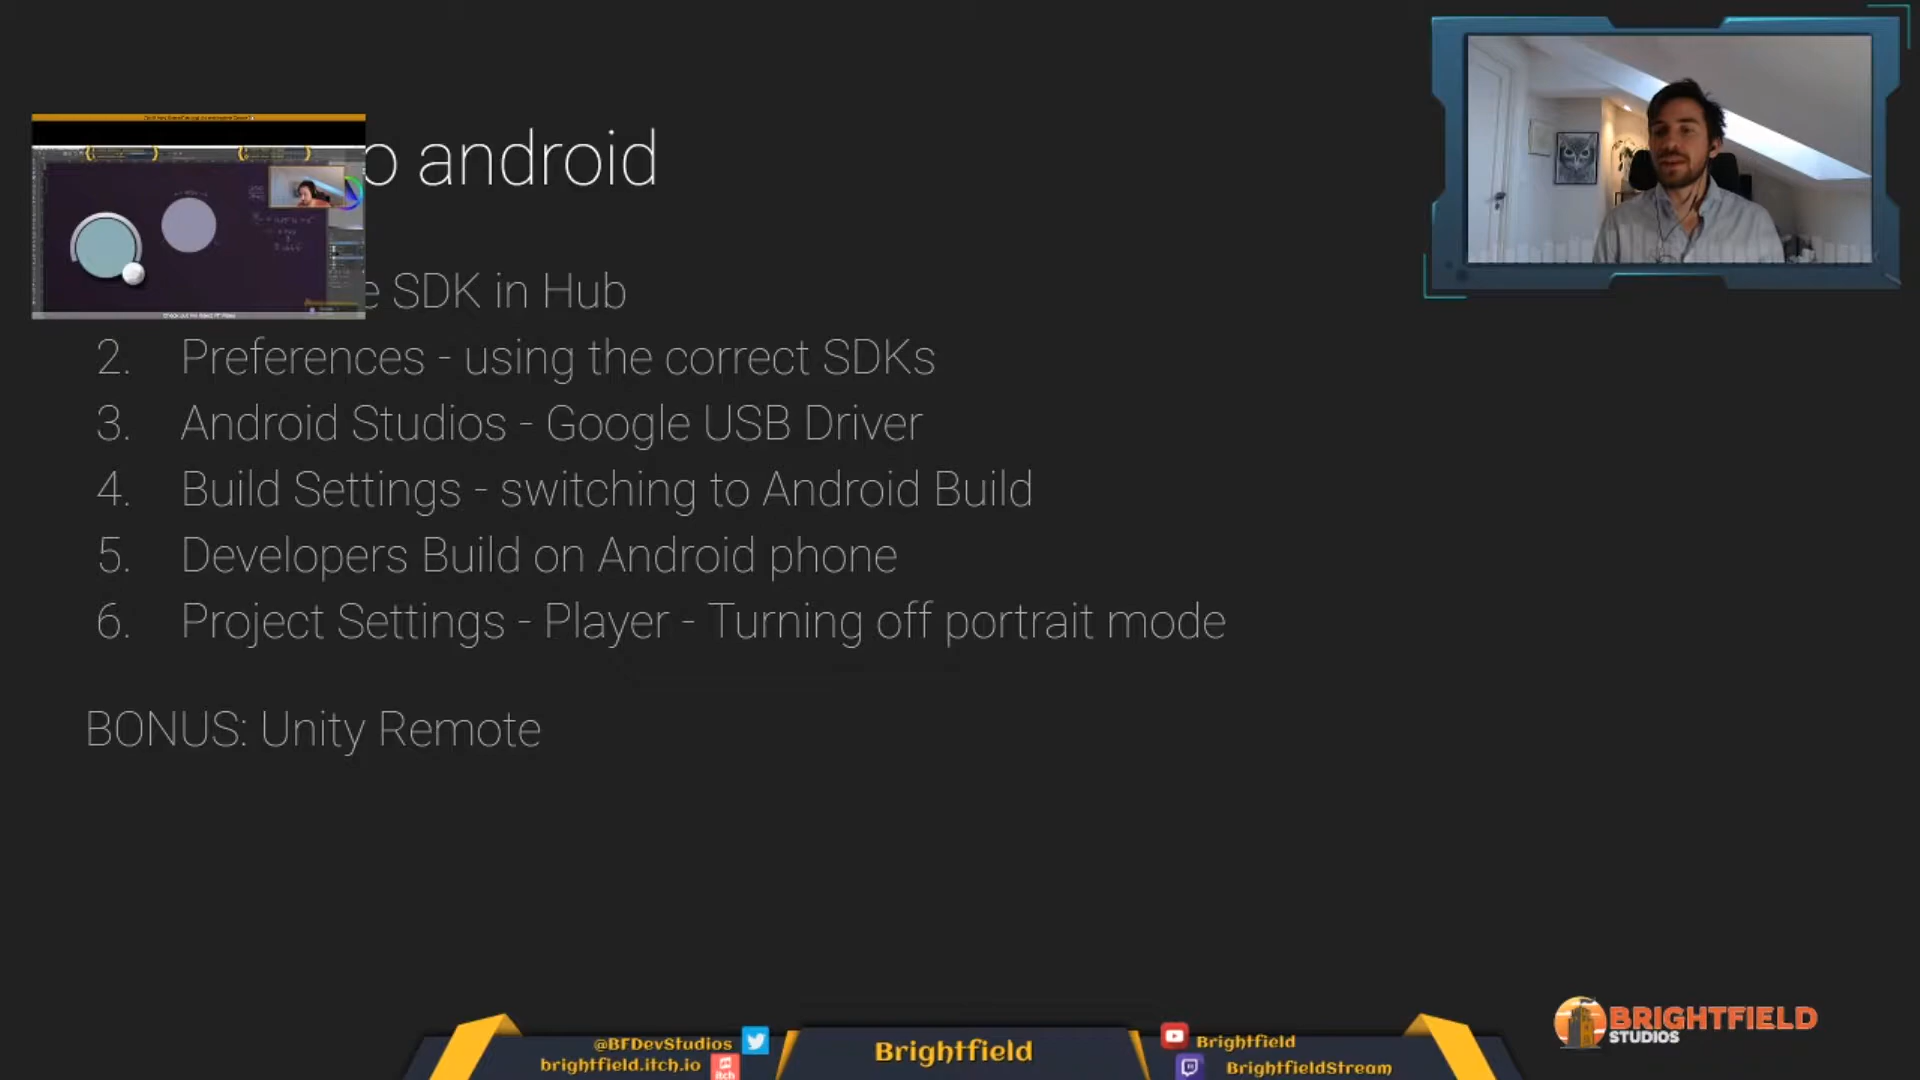 o android
e SDK in Hub
2. Preferences - using the correct SDKs
3. Android Studios - Google USB Driver
4. Build Settings - switching to Android Build
5. Developers Build on Android phone
6. Project Settings - Player - Turning off portrait mode
BONUS: Unity Remote
@BFDevStudios
brightfield.itch.io
itch
Brightfield
Brightfield
BrightfieldStream
BRIGHTFIELD
STUDIOS